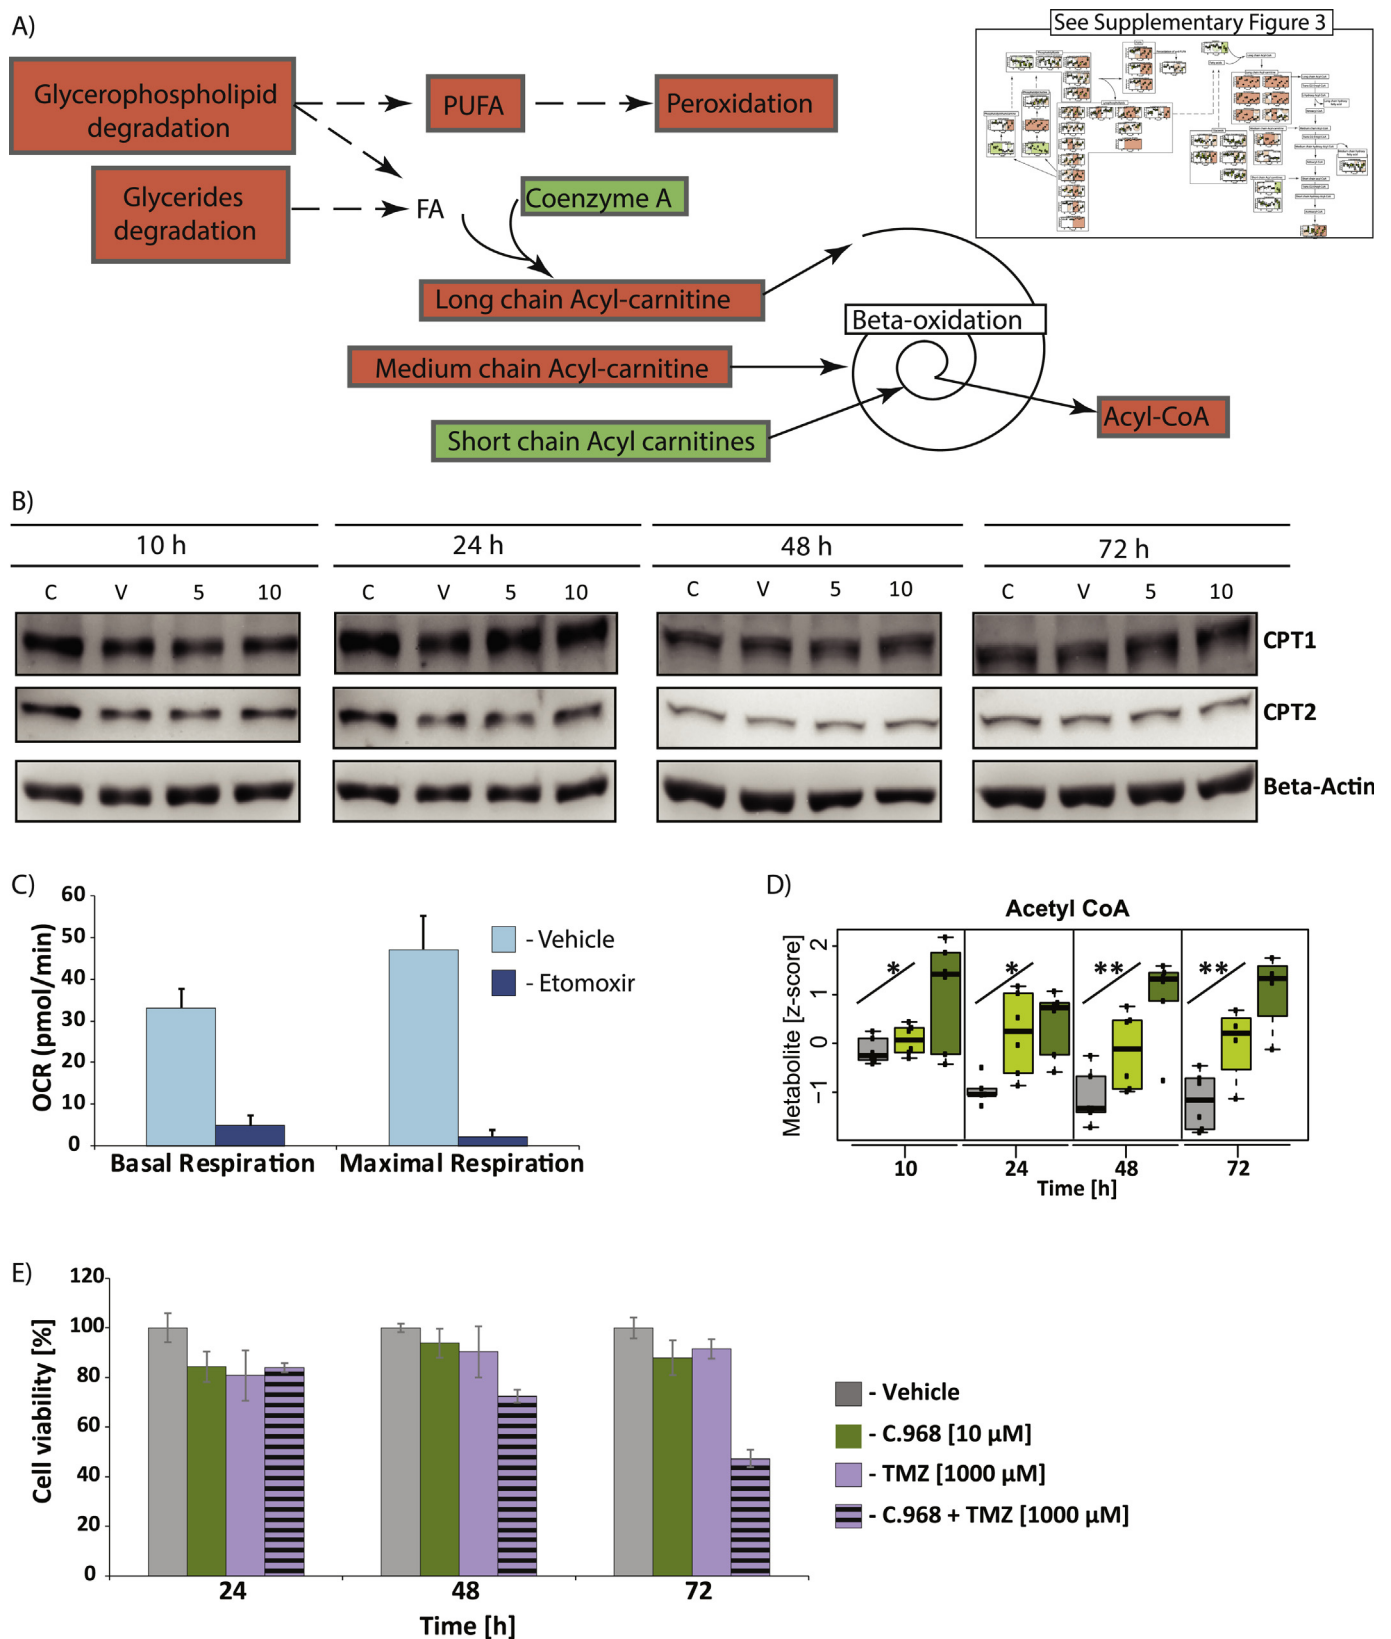 A)
See Supplementary Figure 3
Glycerophospholipid
degradation
PUFA
Peroxidation
Glycerides
degradation
FA
Coenzyme A
Long chain Acyl-carnitine
Beta-oxidation
Medium chain Acyl-carnitine
Acyl-CoA
Short chain Acyl carnitines
B)
10 h 24 h 48 h 72 h
C V 5 10 C V 5 10 C V 5 10 C V 5 10
CPT1
CPT2
Beta-Actin
C)
OCR (pmol/min)
60
50
40
30
20
10
0
- Vehicle
- Etomoxir
Basal Respiration Maximal Respiration
D)
Acetyl CoA
Metabolite [z-score]
2
1
0
−1
* * ** **
10 24 48 72
Time [h]
E)
Cell viability [%]
120
100
80
60
40
20
0
24 48 72
Time [h]
- Vehicle
- C.968 [10 µM]
- TMZ [1000 µM]
- C.968 + TMZ [1000 µM]